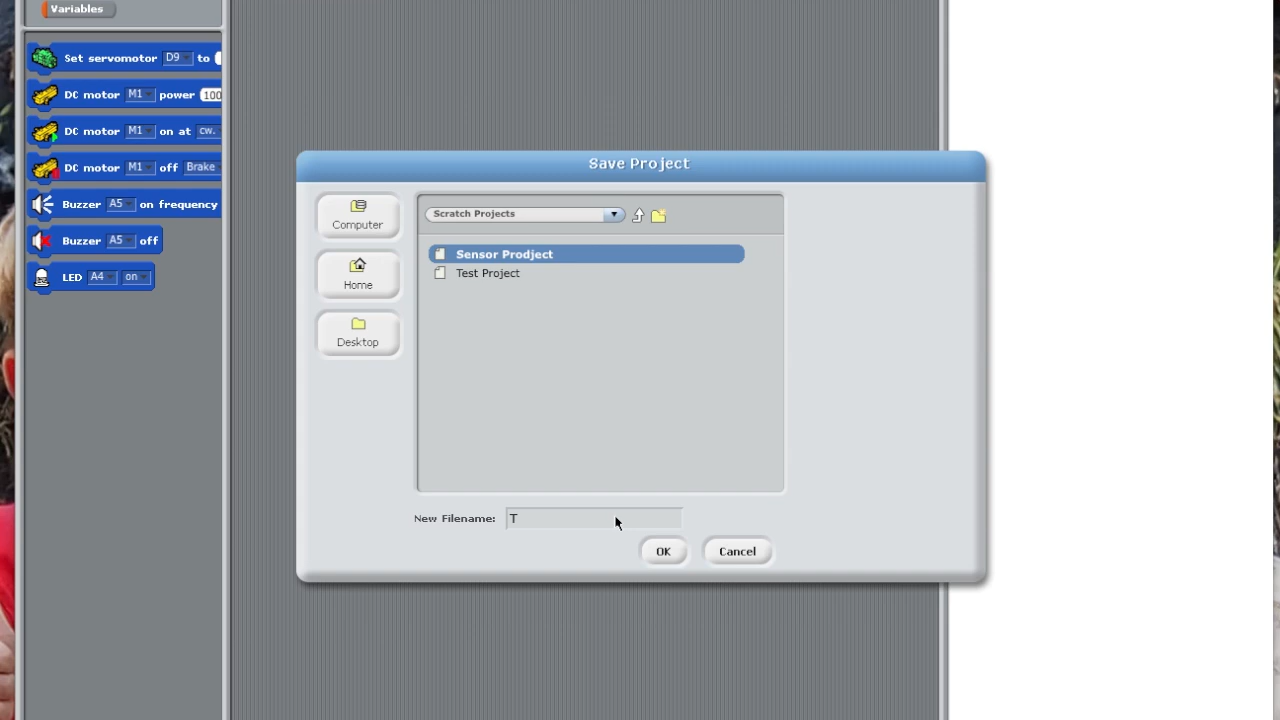 Variables
Set servomotor D9 to
DC motor M1 power 100
DC motor M1 on at cw.
DC motor M1 off Brake
Buzzer A5 on frequency
Buzzer A5 off
LED A4 on
Save Project
Computer
Home
Desktop
Scratch Projects
Sensor Prodject
Test Project
New Filename: T
OK Cancel